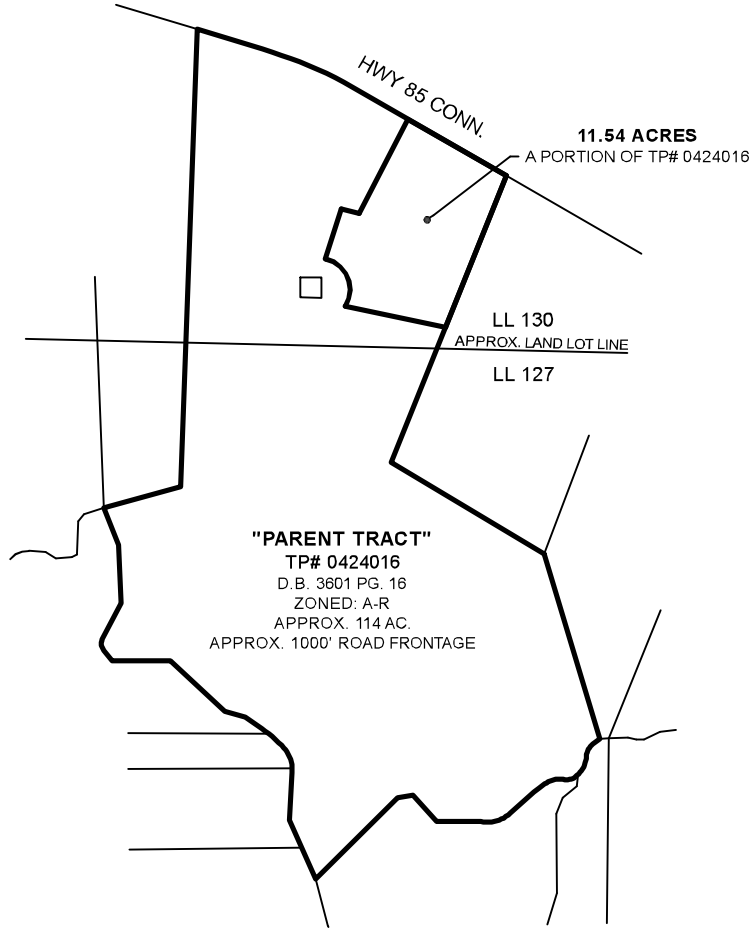 HWY 85 CONN.
11.54 ACRES
A PORTION OF TP# 0424016
LL 130
APPROX. LAND LOT LINE
LL 127
"PARENT TRACT"
TP# 0424016
D.B. 3601 PG. 16
ZONED: A-R
APPROX. 114 AC.
APPROX. 1000' ROAD FRONTAGE